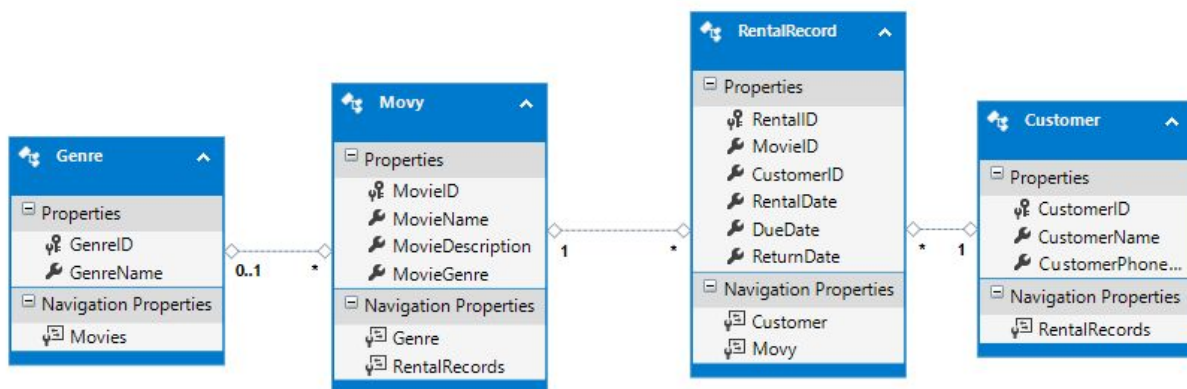 Genre
Properties
GenreID
GenreName
Navigation Properties
Movies
0..1
*
Movy
Properties
MovieID
MovieName
MovieDescription
MovieGenre
Navigation Properties
Genre
RentalRecords
1
*
RentalRecord
Properties
RentalID
MovieID
CustomerID
RentalDate
DueDate
ReturnDate
Navigation Properties
Customer
Movy
*
1
Customer
Properties
CustomerID
CustomerName
CustomerPhone...
Navigation Properties
RentalRecords